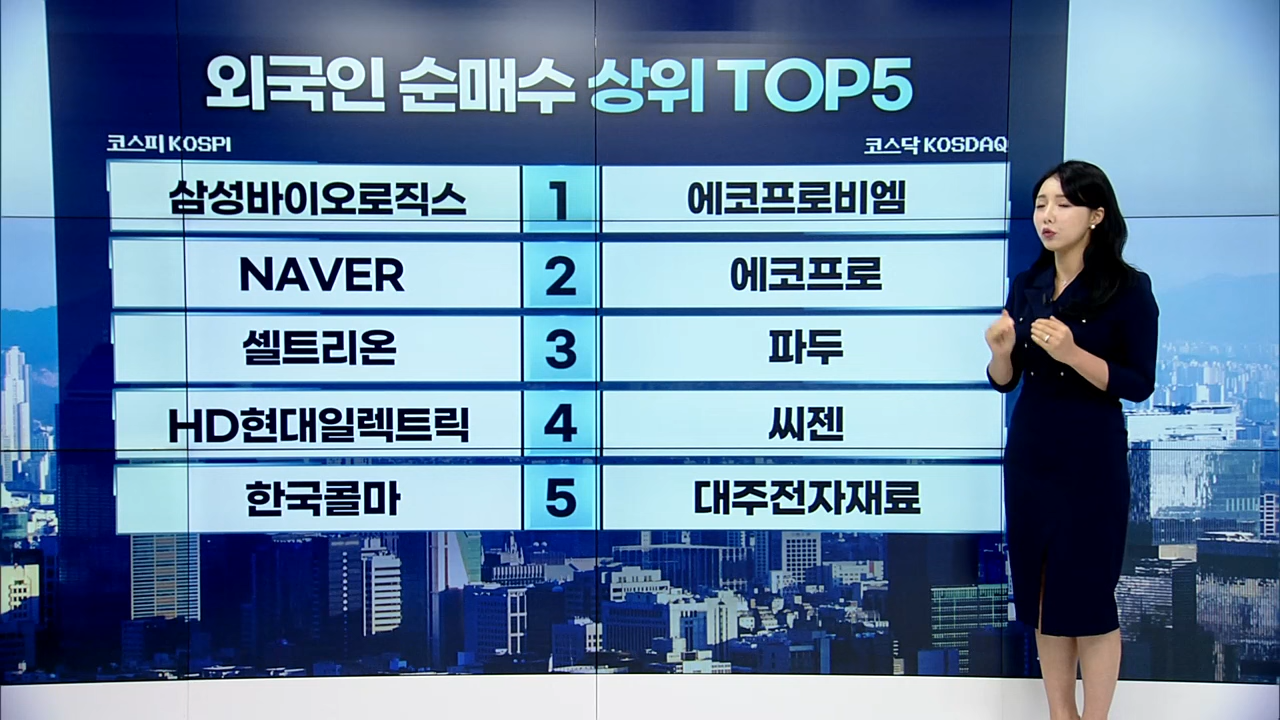 외국인 순매수 상위 TOP5
코스피 KOSPI 코스닥 KOSDAQ
삼성바이오로직스 1 에코프로비엠
NAVER 2 에코프로
셀트리온 3 파두
HD현대일렉트릭 4 씨젠
한국콜마 5 대주전자재료